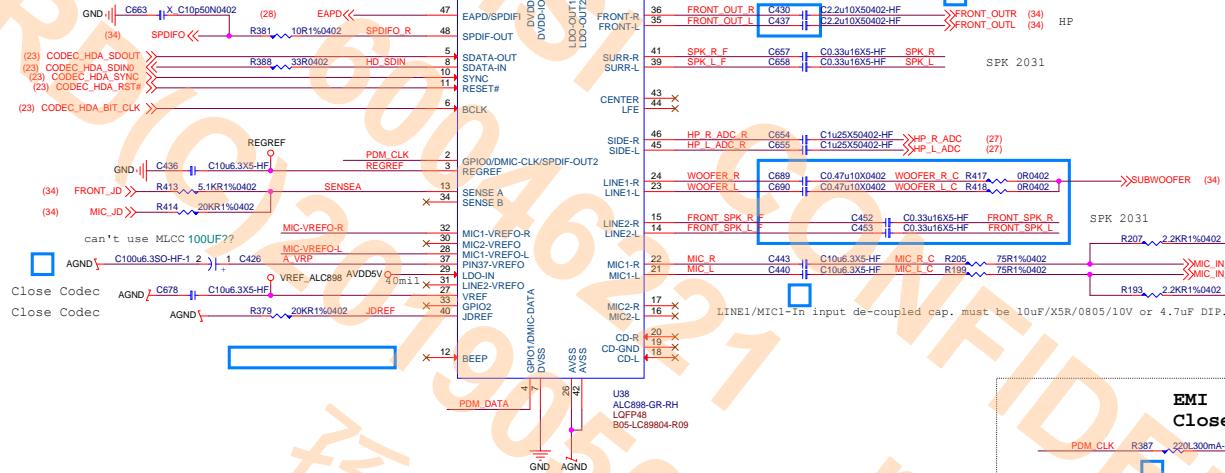 GND C663 X_C10p50N0402 (28) EAPD 47 EAPD/SPDIFI
(34) SPDIFO R381 10R1%0402 SPDIFO_R 48 SPDIF-OUT
(23) CODEC_HDA_SDOUT 5 SDATA-OUT
(23) CODEC_HDA_SDIN0 R388 33R0402 HD_SDIN 8 SDATA-IN
(23) CODEC_HDA_SYNC 10 SYNC
(23) CODEC_HDA_RST# 11 RESET#
(23) CODEC_HDA_BIT_CLK 6 BCLK
REGREF
PDM_CLK 2 GPIO0/DMIC-CLK/SPDIF-OUT2
GND C436 C10u6.3X5-HF REGREF 3 REGREF
(34) FRONT_JD R413 5.1KR1%0402 SENSEA 13 SENSE A
34 SENSE B
(34) MIC_JD R414 20KR1%0402
MIC-VREFO-R 32 MIC1-VREFO-R
can't use MLCC 100UF??
30 MIC2-VREFO
MIC-VREFO-L 28 MIC1-VREFO-L
AGND C100u6.3SO-HF-1 2 1 + C426 A_VRP 37 PIN37-VREFO
VREF_ALC898 AVDD5V 29 LDO-IN
40mil
31 LINE2-VREFO
Close Codec AGND C678 C10u6.3X5-HF 27 VREF
33 GPIO2
Close Codec AGND R379 20KR1%0402 JDREF 40 JDREF
12 BEEP
DVDD-IO
LDO-OUT1
LDO-OUT2
GPIO1/DMIC-DATA
DVSS
AVSS
AVSS
4
7
26
42
PDM_DATA
GND AGND
U38
ALC898-GR-RH
LQFP48
B05-LC89804-R09
FRONT-R 36 FRONT_OUT_R C430 C2.2u10X50402-HF FRONT_OUTR (34)
FRONT-L 35 FRONT_OUT_L C437 C2.2u10X50402-HF FRONT_OUTL (34)
HP
SURR-R 41 SPK_R_F C657 C0.33u16X5-HF SPK_R
SURR-L 39 SPK_L_F C658 C0.33u16X5-HF SPK_L
SPK 2031
CENTER 43
LFE 44
SIDE-R 46 HP_R_ADC_R C654 C1u25X50402-HF HP_R_ADC (27)
SIDE-L 45 HP_L_ADC_R C655 C1u25X50402-HF HP_L_ADC (27)
LINE1-R 24 WOOFER_R C689 C0.47u10X0402 WOOFER_R_C R417 0R0402
LINE1-L 23 WOOFER_L C690 C0.47u10X0402 WOOFER_L_C R418 0R0402
SUBWOOFER (34)
LINE2-R 15 FRONT_SPK_R_F C452 C0.33u16X5-HF FRONT_SPK_R
LINE2-L 14 FRONT_SPK_L_F C453 C0.33u16X5-HF FRONT_SPK_L
SPK 2031
R207 2.2KR1%0402
MIC1-R 22 MIC_R C443 C10u6.3X5-HF MIC_R_C R205 75R1%0402
MIC1-L 21 MIC_L C440 C10u6.3X5-HF MIC_L_C R199 75R1%0402
MIC_IN
MIC_IN
R193 2.2KR1%0402
MIC2-R 17
MIC2-L 16
LINE1/MIC1-In input de-coupled cap. must be 10uF/X5R/0805/10V or 4.7uF DIP.
CD-R 20
CD-GND 19
CD-L 18
EMI
Close
PDM_CLK R387 220L300mA-